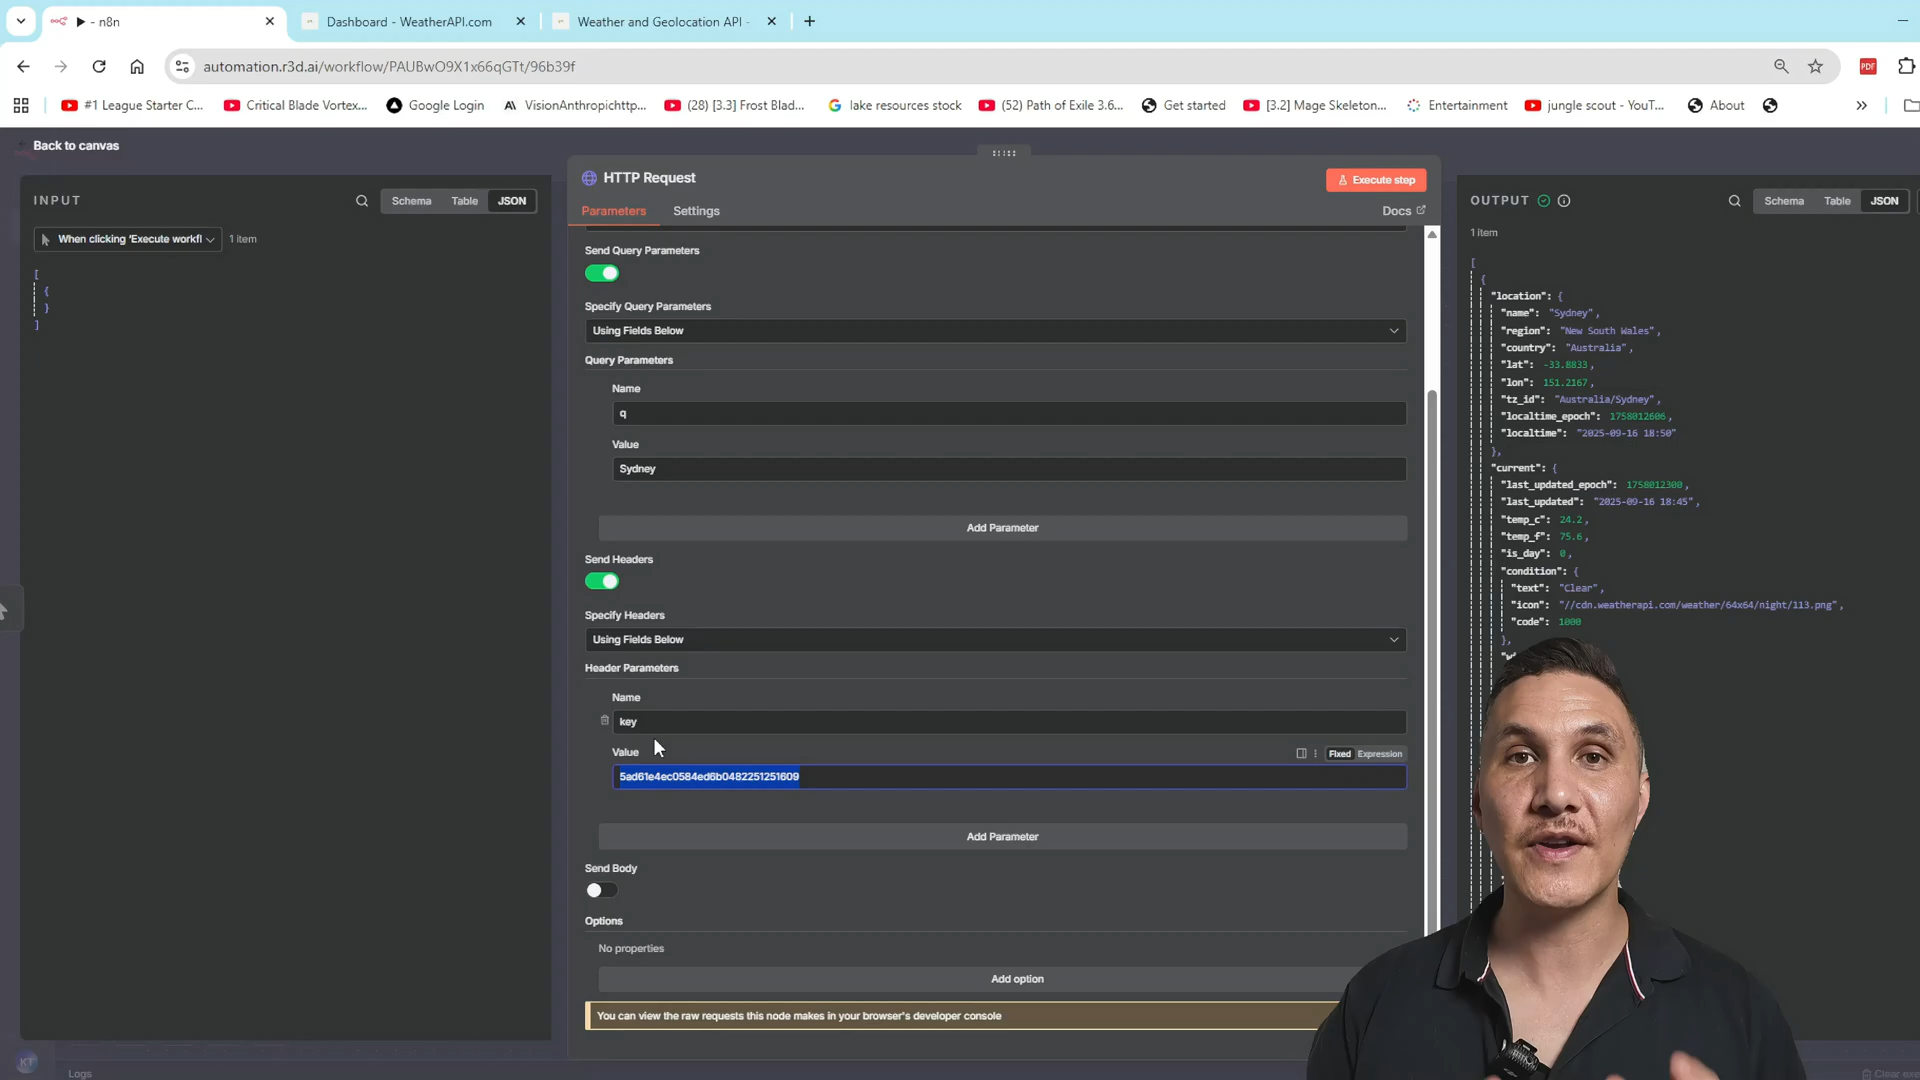 - n8n
Dashboard - WeatherAPI.com
Weather and Geolocation API -
automation.r3d.ai/workflow/PAUBwO9X1x66qGTt/96b39f
PDF
#1 League Starter C...
Critical Blade Vortex...
Google Login
VisionAnthropichttp...
(28) [3.3] Frost Blad...
lake resources stock
(52) Path of Exile 3.6...
Get started
[3.2] Mage Skeleton...
Entertainment
jungle scout - YouT...
About
Back to canvas
INPUT
Schema
Table
JSON
When clicking ‘Execute workfl
1 item
[
{
}
]
HTTP Request
Execute step
Parameters
Settings
Docs
Send Query Parameters
Specify Query Parameters
Using Fields Below
Query Parameters
Name
q
Value
Sydney
Add Parameter
Send Headers
Specify Headers
Using Fields Below
Header Parameters
Name
key
Value
Fixed
Expression
5ad61e4ec0584ed6b0482251251609
Add Parameter
Send Body
Options
No properties
Add option
You can view the raw requests this node makes in your browser's developer console
OUTPUT
Schema
Table
JSON
1 item
[
{
"location": {
"name": "Sydney",
"region": "New South Wales",
"country": "Australia",
"lat": -33.8833,
"lon": 151.2167,
"tz_id": "Australia/Sydney",
"localtime_epoch": 1758012606,
"localtime": "2025-09-16 18:50"
},
"current": {
"last_updated_epoch": 1758012300,
"last_updated": "2025-09-16 18:45",
"temp_c": 24.2,
"temp_f": 75.6,
"is_day": 0,
"condition": {
"text": "Clear",
"icon": "//cdn.weatherapi.com/weather/64x64/night/113.png",
"code": 1000
},
KT
Logs